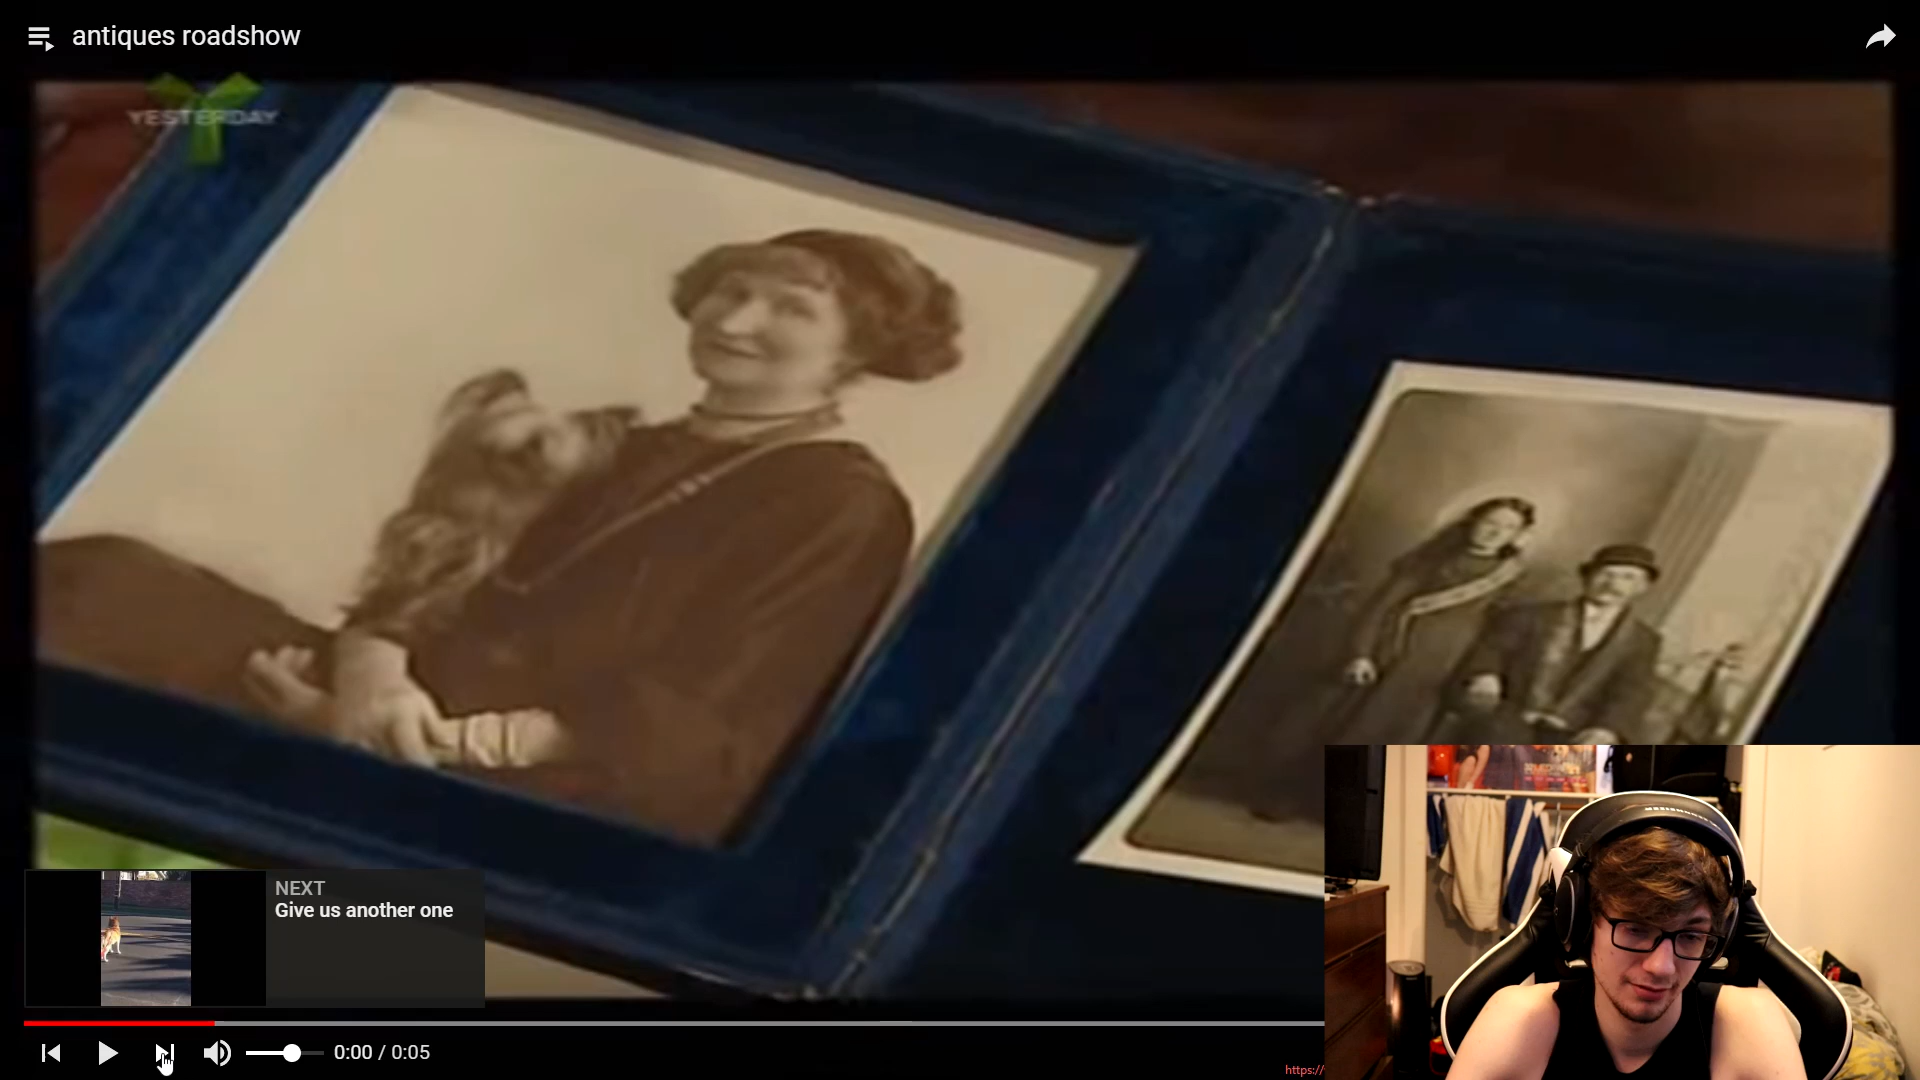 antiques roadshow
YESTERDAY
NEXT
Give us another one
0:00 / 0:05
https://